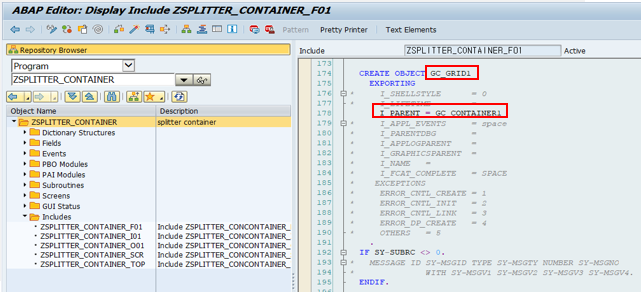 ABAP Editor: Display Include ZSPLITTER_CONTAINER_F01
Pattern Pretty Printer Text Elements
Repository Browser
Program
ZSPLITTER_CONTAINER
Object Name Description
ZSPLITTER_CONTAINER splitter container
Dictionary Structures
Fields
Events
PBO Modules
PAI Modules
Subroutines
Screens
GUI Status
Includes
ZSPLITTER_CONTAINER_F01 Include ZSPLITTER_CONCONTAINER_
ZSPLITTER_CONTAINER_I01 Include ZSPLITTER_CONCONTAINER_
ZSPLITTER_CONTAINER_O01 Include ZSPLITTER_CONCONTAINER_
ZSPLITTER_CONTAINER_SCR Include ZSPLITTER_CONCONTAINER_
ZSPLITTER_CONTAINER_TOP Include ZSPLITTER_CONCONTAINER_
Include ZSPLITTER_CONTAINER_F01 Active
173
174 CREATE OBJECT GC_GRID1
175 EXPORTING
176 * I_SHELLSTYLE = 0
177 * I_LIFETIME =
178 I_PARENT = GC_CONTAINER1
179 * I_APPL_EVENTS = space
180 * I_PARENTDBG =
181 * I_APPLOGPARENT =
182 * I_GRAPHICSPARENT =
183 * I_NAME =
184 * I_FCAT_COMPLETE = SPACE
185 * EXCEPTIONS
186 * ERROR_CNTL_CREATE = 1
187 * ERROR_CNTL_INIT = 2
188 * ERROR_CNTL_LINK = 3
189 * ERROR_DP_CREATE = 4
190 * OTHERS = 5
191 .
192 IF SY-SUBRC <> 0.
193 * MESSAGE ID SY-MSGID TYPE SY-MSGTY NUMBER SY-MSGNO
194 * WITH SY-MSGV1 SY-MSGV2 SY-MSGV3 SY-MSGV4.
195 ENDIF.